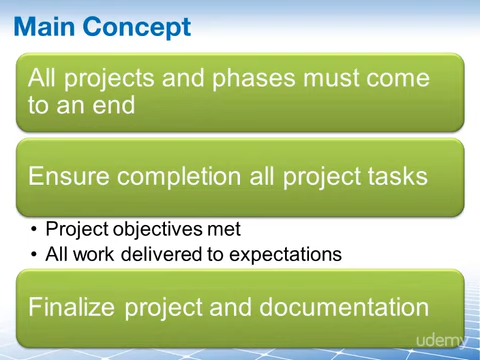 Main Concept
All projects and phases must come
to an end
Ensure completion all project tasks
• Project objectives met
• All work delivered to expectations
Finalize project and documentation
udemy